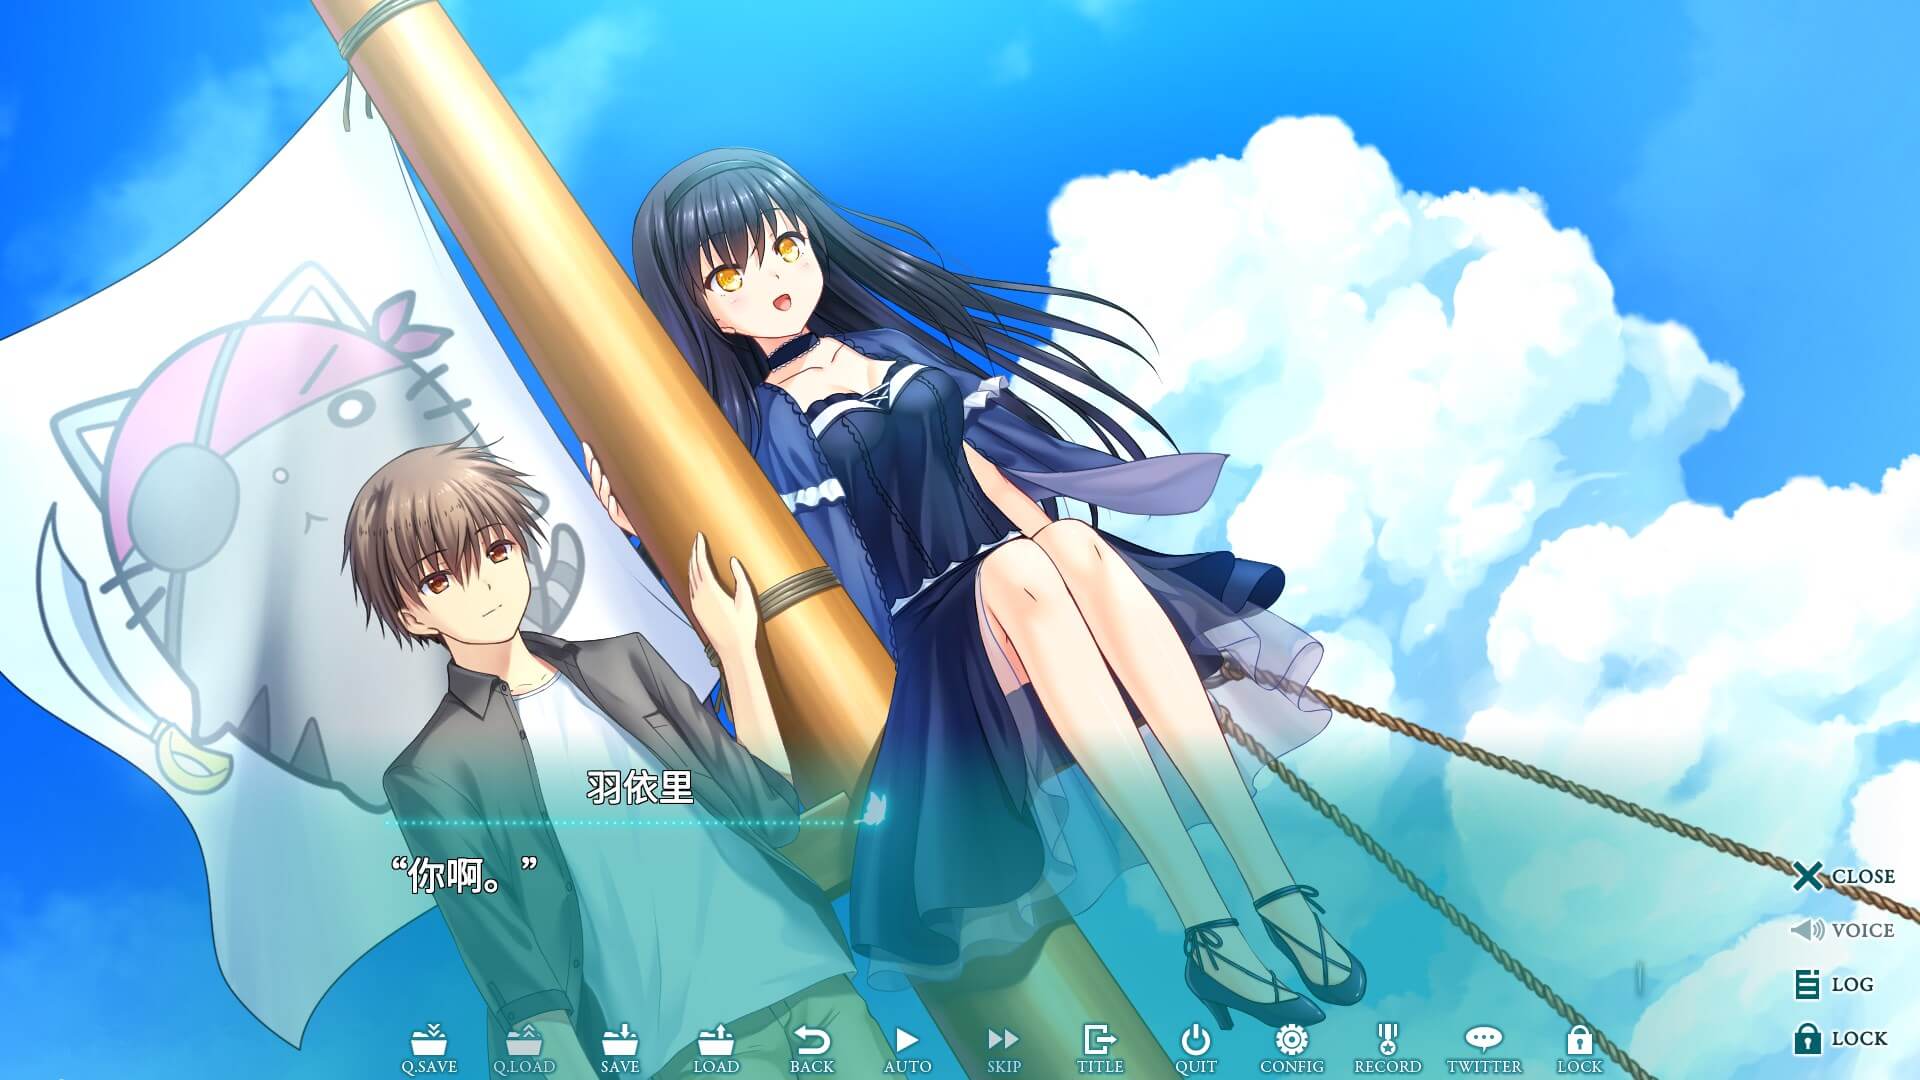 羽依里
“你啊。”
CLOSE
VOICE
LOG
LOCK
Q.SAVE Q.LOAD SAVE LOAD BACK AUTO SKIP TITLE QUIT CONFIG RECORD TWITTER LOCK